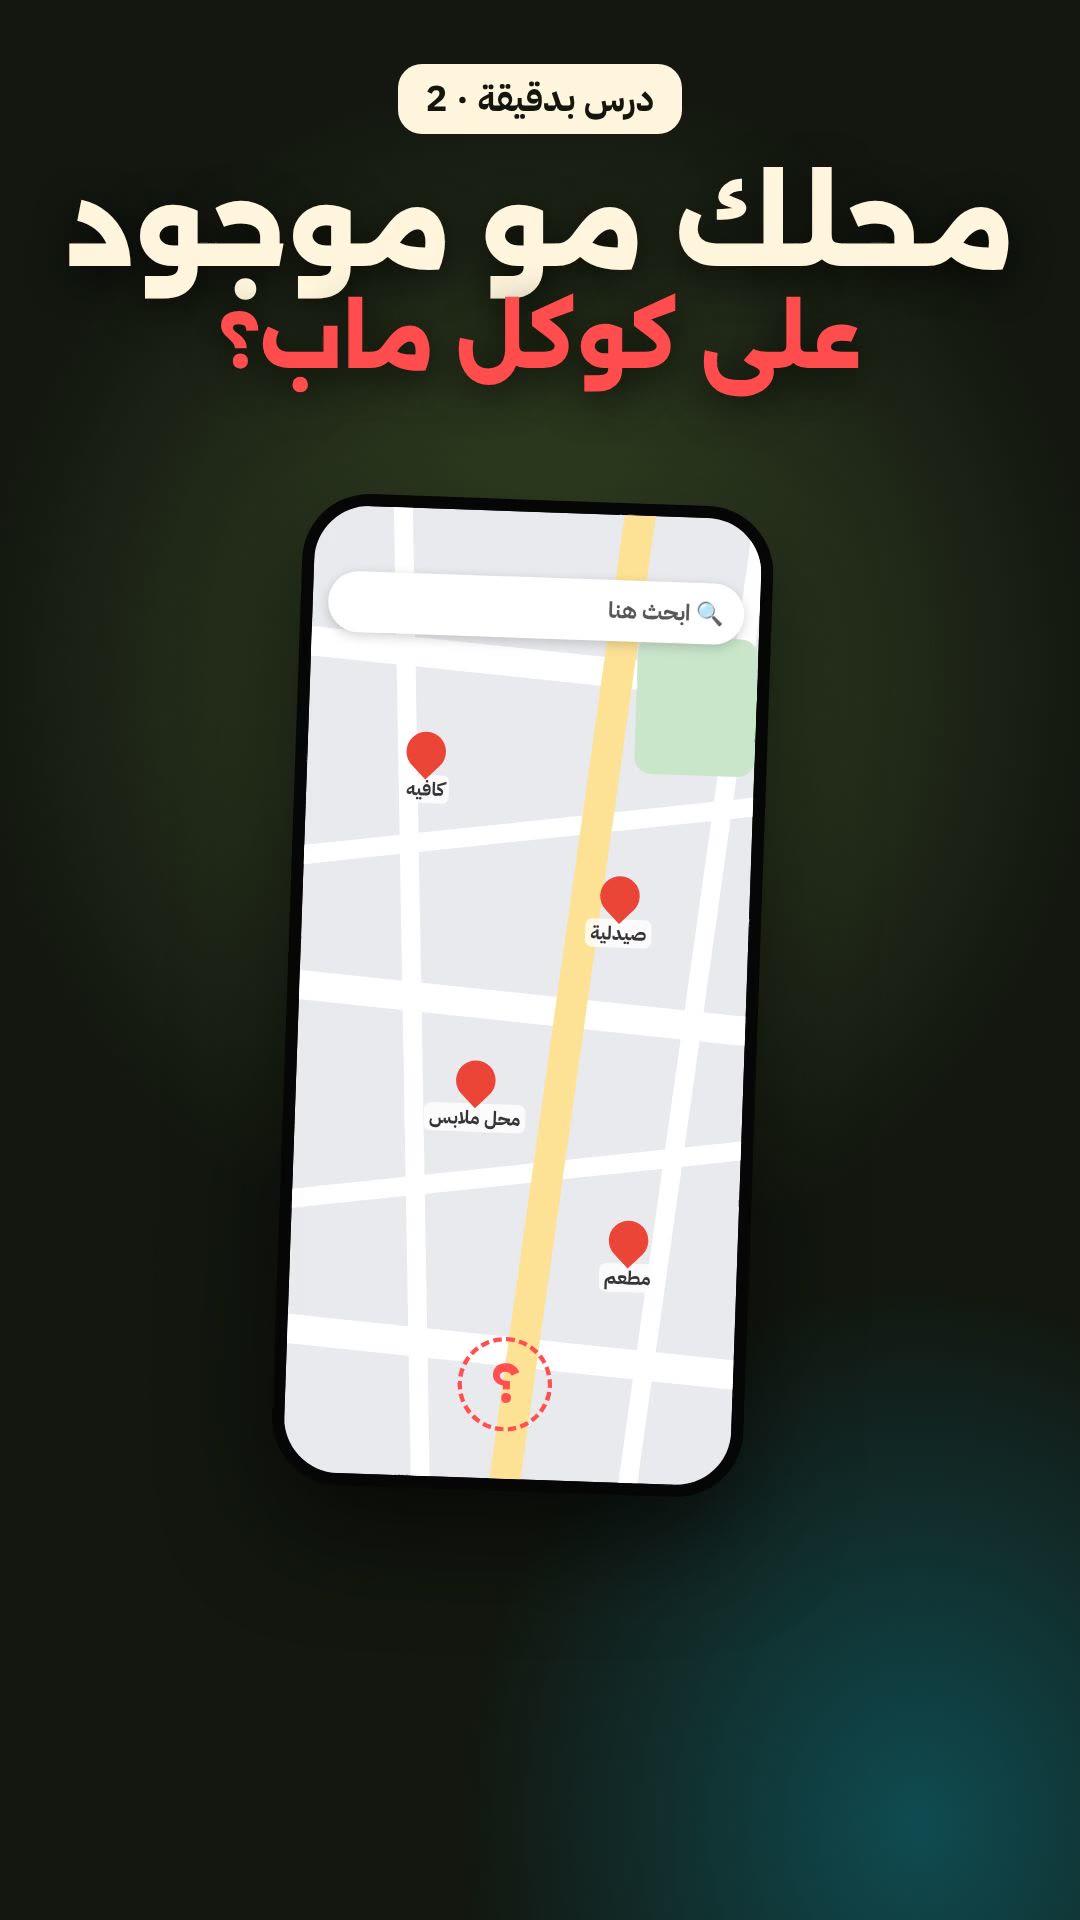 درس بدقيقة · 2
محلك مو موجود
على كوكل ماب؟
🔍 ابحث هنا
كافيه
صيدلية
محل ملابس
مطعم
؟